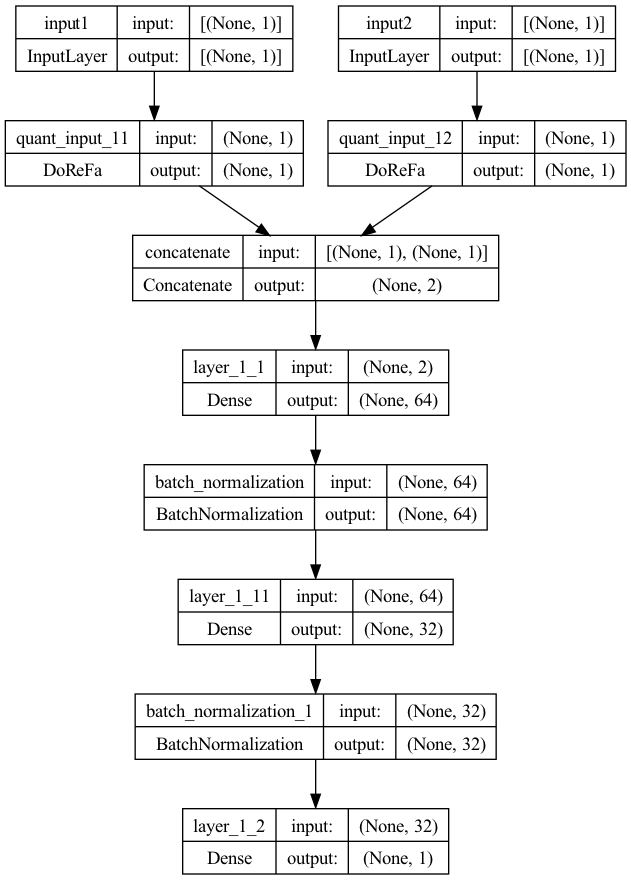 input1 input: [(None, 1)]
InputLayer output: [(None, 1)]
input2 input: [(None, 1)]
InputLayer output: [(None, 1)]
quant_input_11 input: (None, 1)
DoReFa output: (None, 1)
quant_input_12 input: (None, 1)
DoReFa output: (None, 1)
concatenate input: [(None, 1), (None, 1)]
Concatenate output: (None, 2)
layer_1_1 input: (None, 2)
Dense output: (None, 64)
batch_normalization input: (None, 64)
BatchNormalization output: (None, 64)
layer_1_11 input: (None, 64)
Dense output: (None, 32)
batch_normalization_1 input: (None, 32)
BatchNormalization output: (None, 32)
layer_1_2 input: (None, 32)
Dense output: (None, 1)